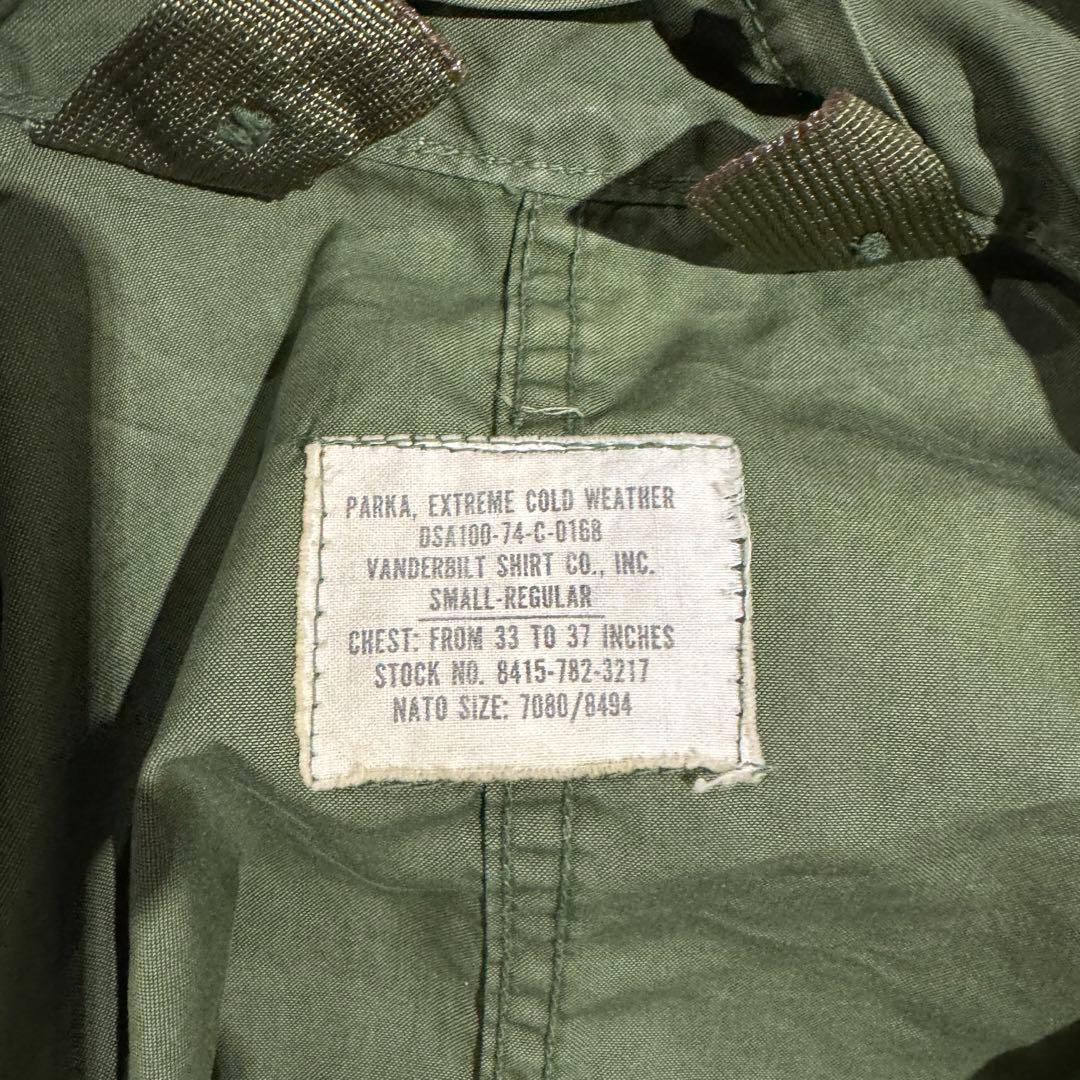 PARKA, EXTREME COLD WEATHER
DSA100-74-C-0168
VANDERBILT SHIRT CO., INC.
SMALL-REGULAR
CHEST: FROM 33 TO 37 INCHES
STOCK NO. 8415-782-3217
NATO SIZE: 7080/8494